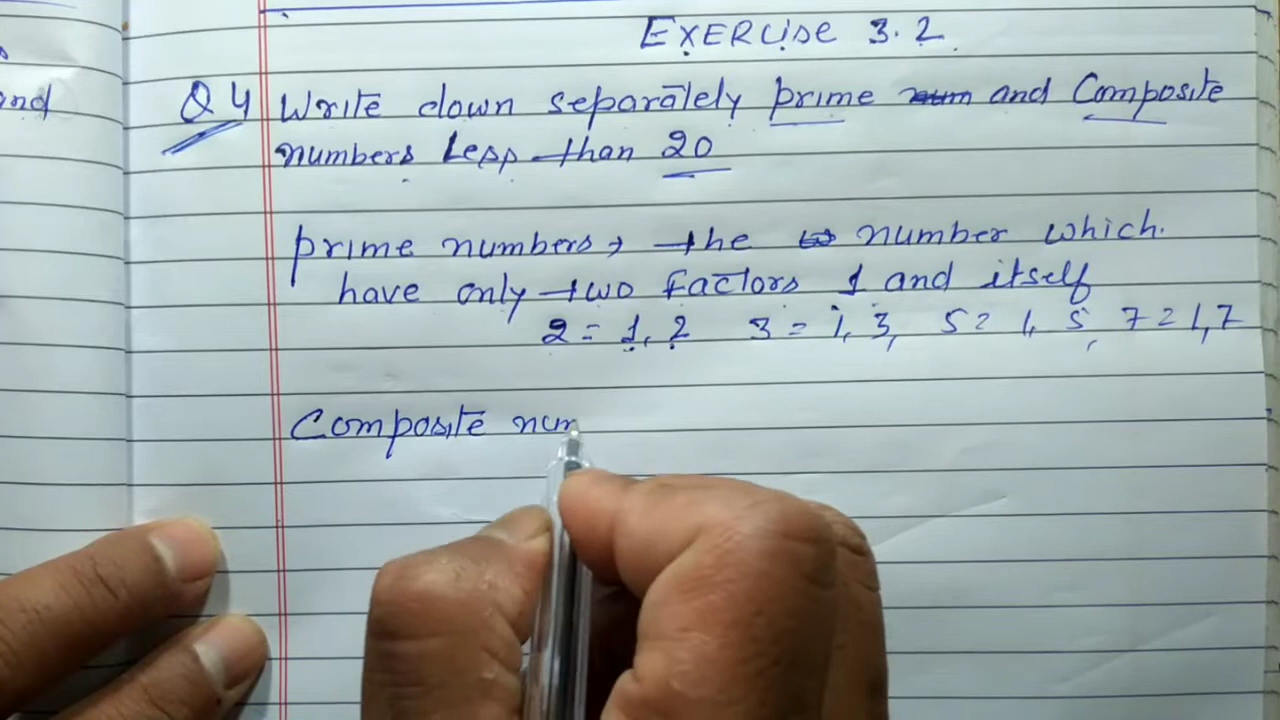 Exercise 3.2
and
Q4 Write down separately prime num and Composite
numbers Less than 20
prime numbers, the number which
have only two factors 1 and itself
2 = 1, 2 3 = 1, 3, 5 = 1, 5, 7 = 1, 7
Composite num